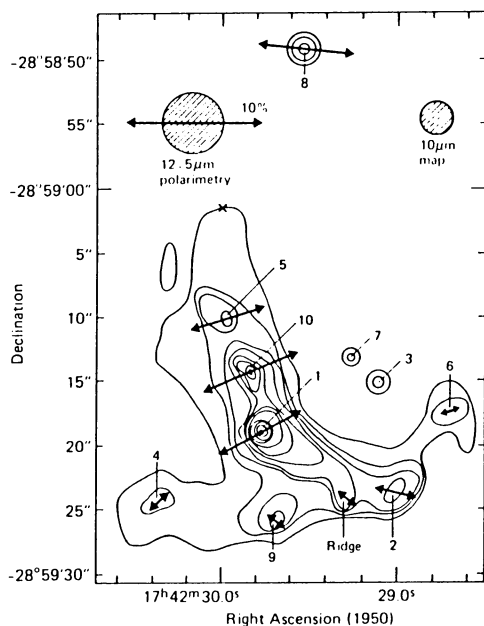 -28°58'50"
8
10%
55"
12.5μm
polarimetry
10μm
map
-28°59'00"
5"
5
10"
10
7
3
15"
1
6
20"
4
25"
9
Ridge
2
-28°59'30"
17ʰ42ᵐ30.0ˢ
29.0ˢ
Declination
Right Ascension (1950)